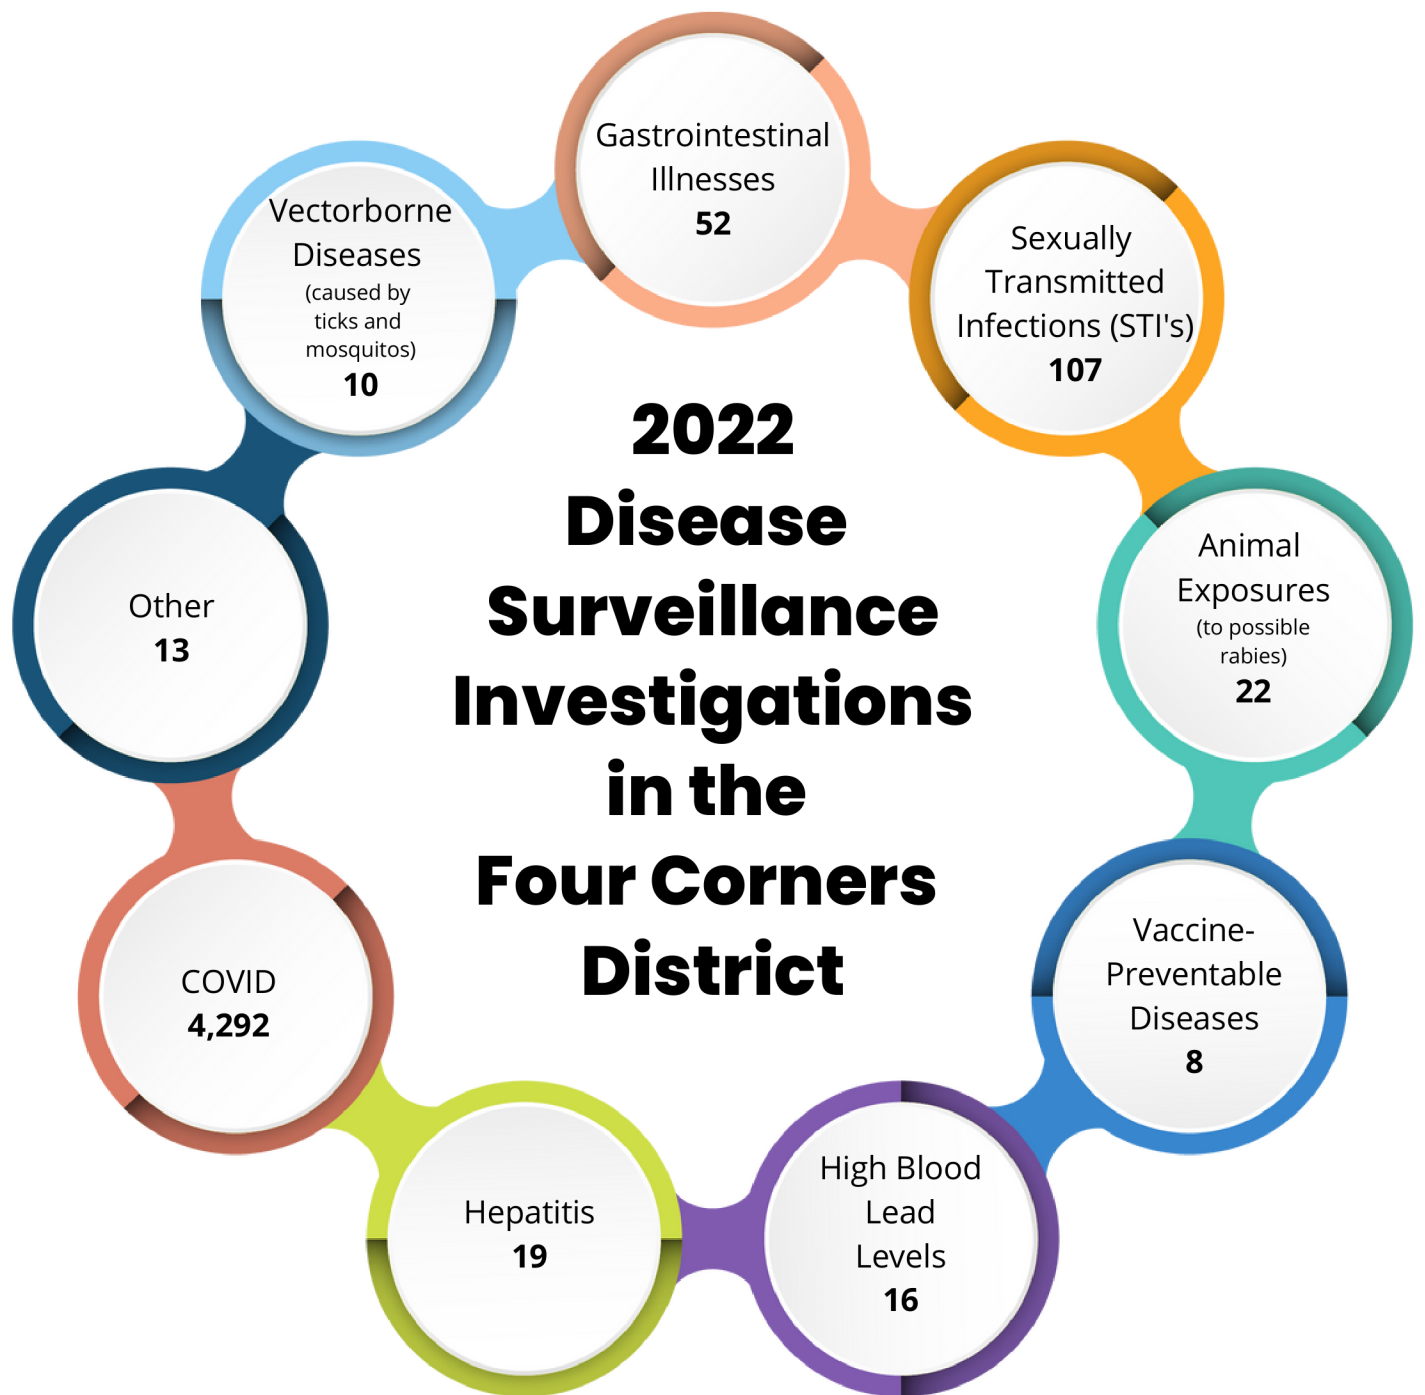 2022
Disease
Surveillance
Investigations
in the
Four Corners
District
Gastrointestinal
Illnesses
52
Sexually
Transmitted
Infections (STI's)
107
Animal
Exposures
(to possible
rabies)
22
Vaccine-
Preventable
Diseases
8
High Blood
Lead
Levels
16
Hepatitis
19
COVID
4,292
Other
13
Vectorborne
Diseases
(caused by
ticks and
mosquitos)
10